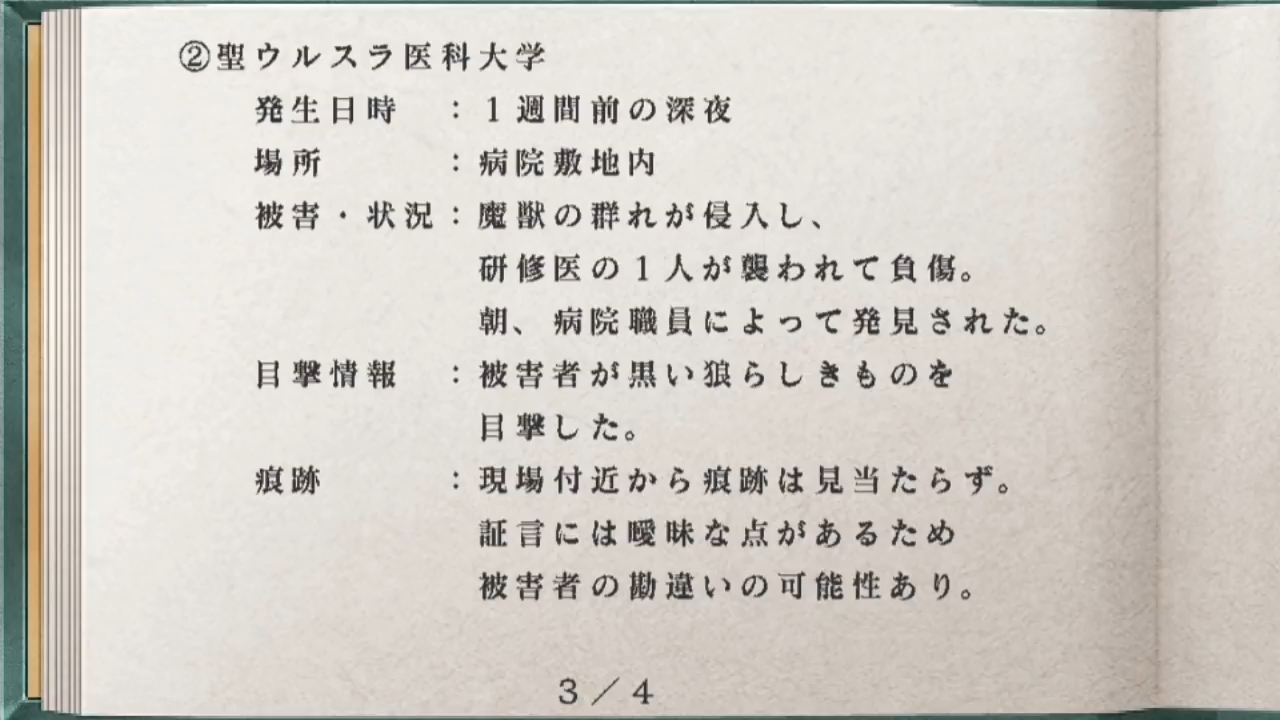 ②聖ウルスラ医科大学
発生日時　：１週間前の深夜
場所　　　：病院敷地内
被害・状況：魔獣の群れが侵入し、
研修医の１人が襲われて負傷。
朝、病院職員によって発見された。
目撃情報　：被害者が黒い狼らしきものを
目撃した。
痕跡　　　：現場付近から痕跡は見当たらず。
証言には曖昧な点があるため
被害者の勘違いの可能性あり。
３／４